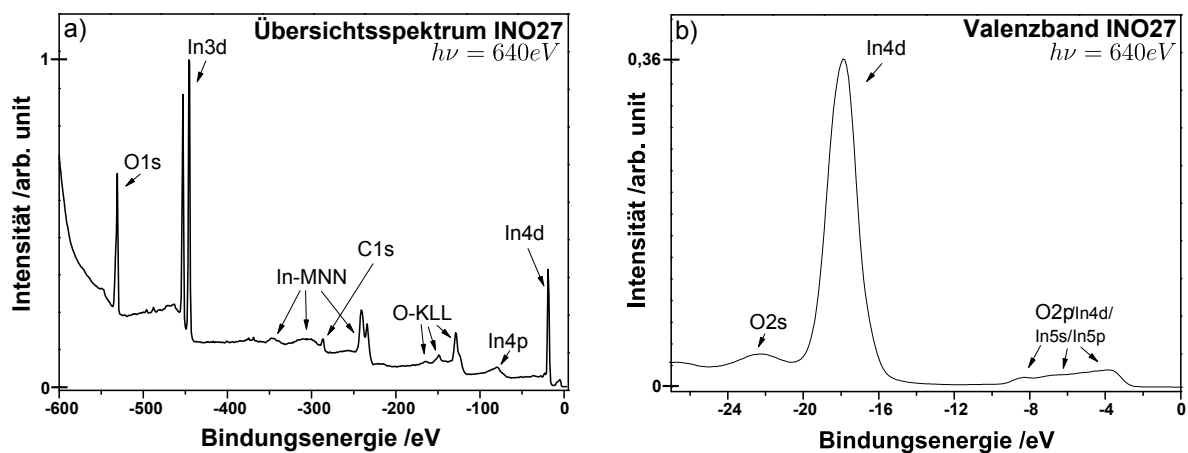 a)
Übersichtsspektrum INO27
hν = 640eV
In3d
O1s
In-MNN
C1s
O-KLL
In4p
In4d
1
0
-600
-500
-400
-300
-200
-100
0
Intensität /arb. unit
Bindungsenergie /eV
b)
Valenzband INO27
hν = 640eV
In4d
O2s
O2p/In4d/
In5s/In5p
0,36
0
-24
-20
-16
-12
-8
-4
0
Intensität /arb. unit
Bindungsenergie /eV